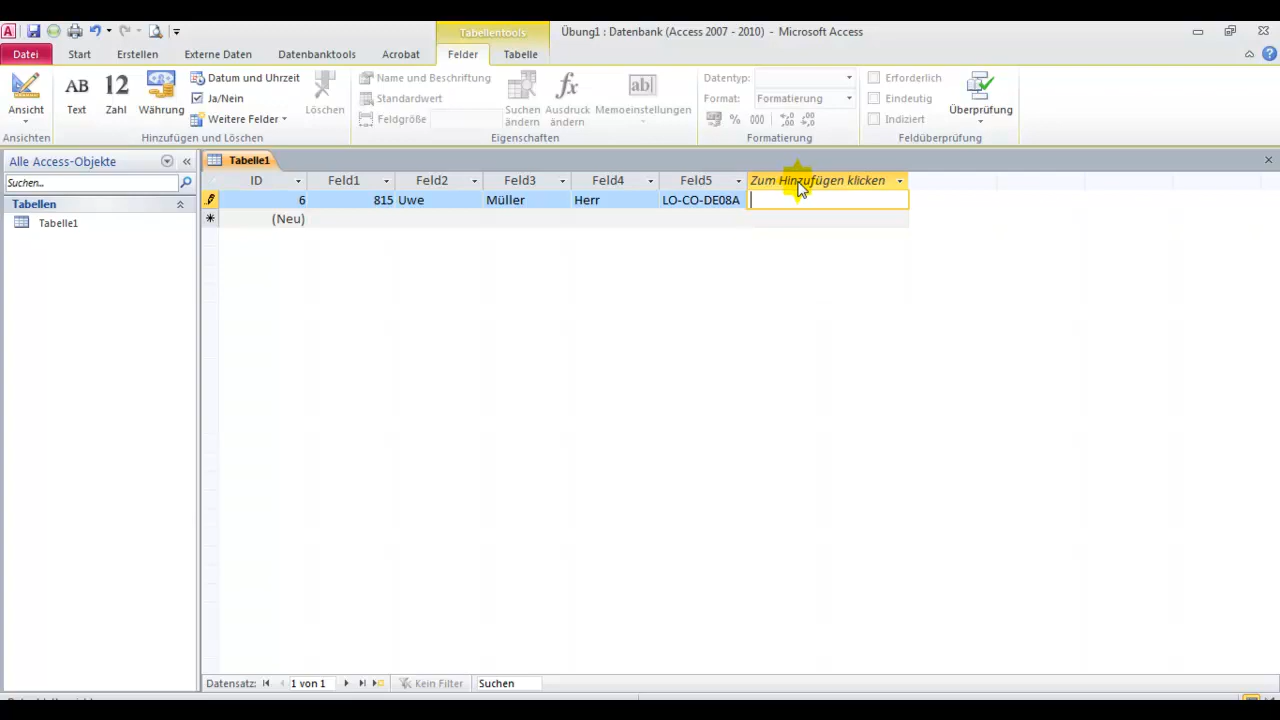 Tabellentools
Übung1 : Datenbank (Access 2007 - 2010) - Microsoft Access
Datei Start Erstellen Externe Daten Datenbanktools Acrobat Felder Tabelle
Ansicht
AB Text
12 Zahl
Währung
Datum und Uhrzeit
Ja/Nein
Weitere Felder
Löschen
Name und Beschriftung
Standardwert
Feldgröße
Suchen ändern
fx Ausdruck ändern
ab| Memoeinstellungen
Datentyp:
Format: Formatierung
% 000
Erforderlich
Eindeutig
Indiziert
Überprüfung
Ansichten Hinzufügen und Löschen Eigenschaften Formatierung Feldüberprüfung
Alle Access-Objekte
Suchen...
Tabellen
Tabelle1
Tabelle1
ID Feld1 Feld2 Feld3 Feld4 Feld5 Zum Hinzufügen klicken
6 815 Uwe Müller Herr LO-CO-DE08A
(Neu)
Datensatz: 1 von 1 Kein Filter Suchen